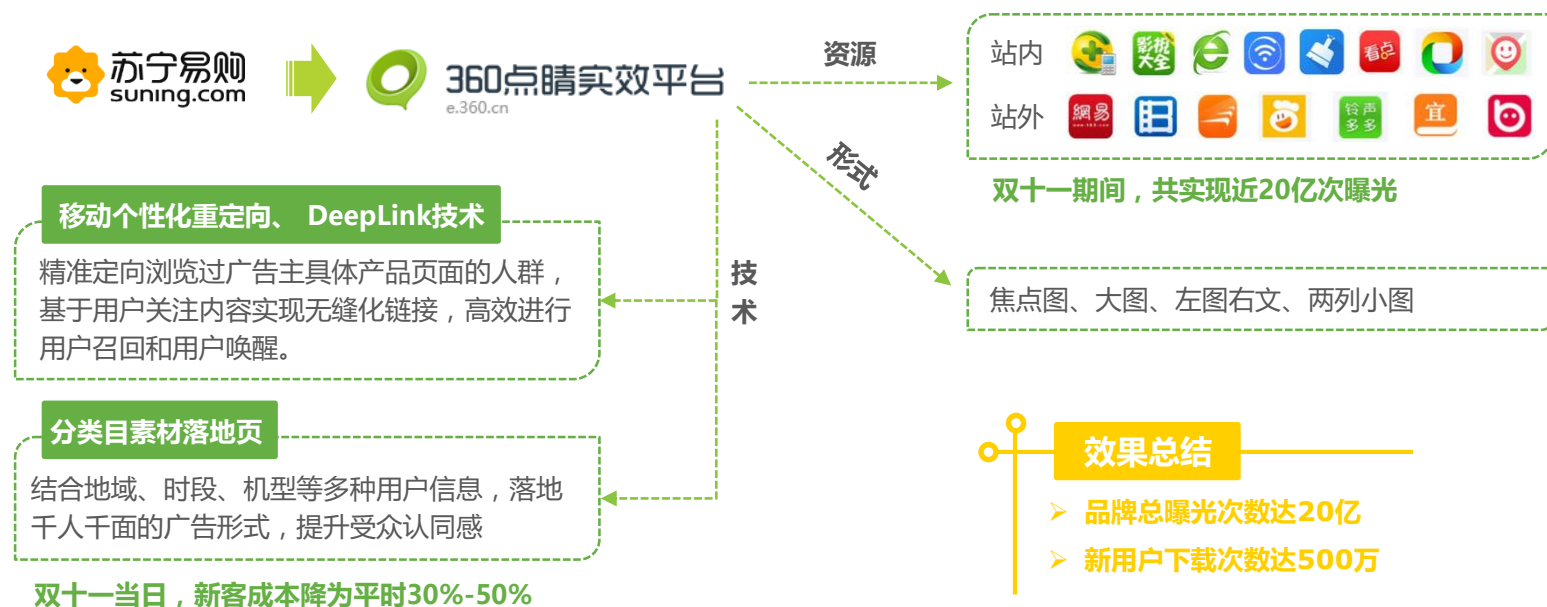 苏宁易购
suning.com
360点睛实效平台
e.360.cn
资源
站内
影视
大全
看点
站外
網易
铃声
多多
宜
双十一期间，共实现近20亿次曝光
形式
焦点图、大图、左图右文、两列小图
技
术
移动个性化重定向、 DeepLink技术
精准定向浏览过广告主具体产品页面的人群，
基于用户关注内容实现无缝化链接，高效进行
用户召回和用户唤醒。
分类目素材落地页
结合地域、时段、机型等多种用户信息，落地
千人千面的广告形式，提升受众认同感
双十一当日，新客成本降为平时30%-50%
效果总结
品牌总曝光次数达20亿
新用户下载次数达500万